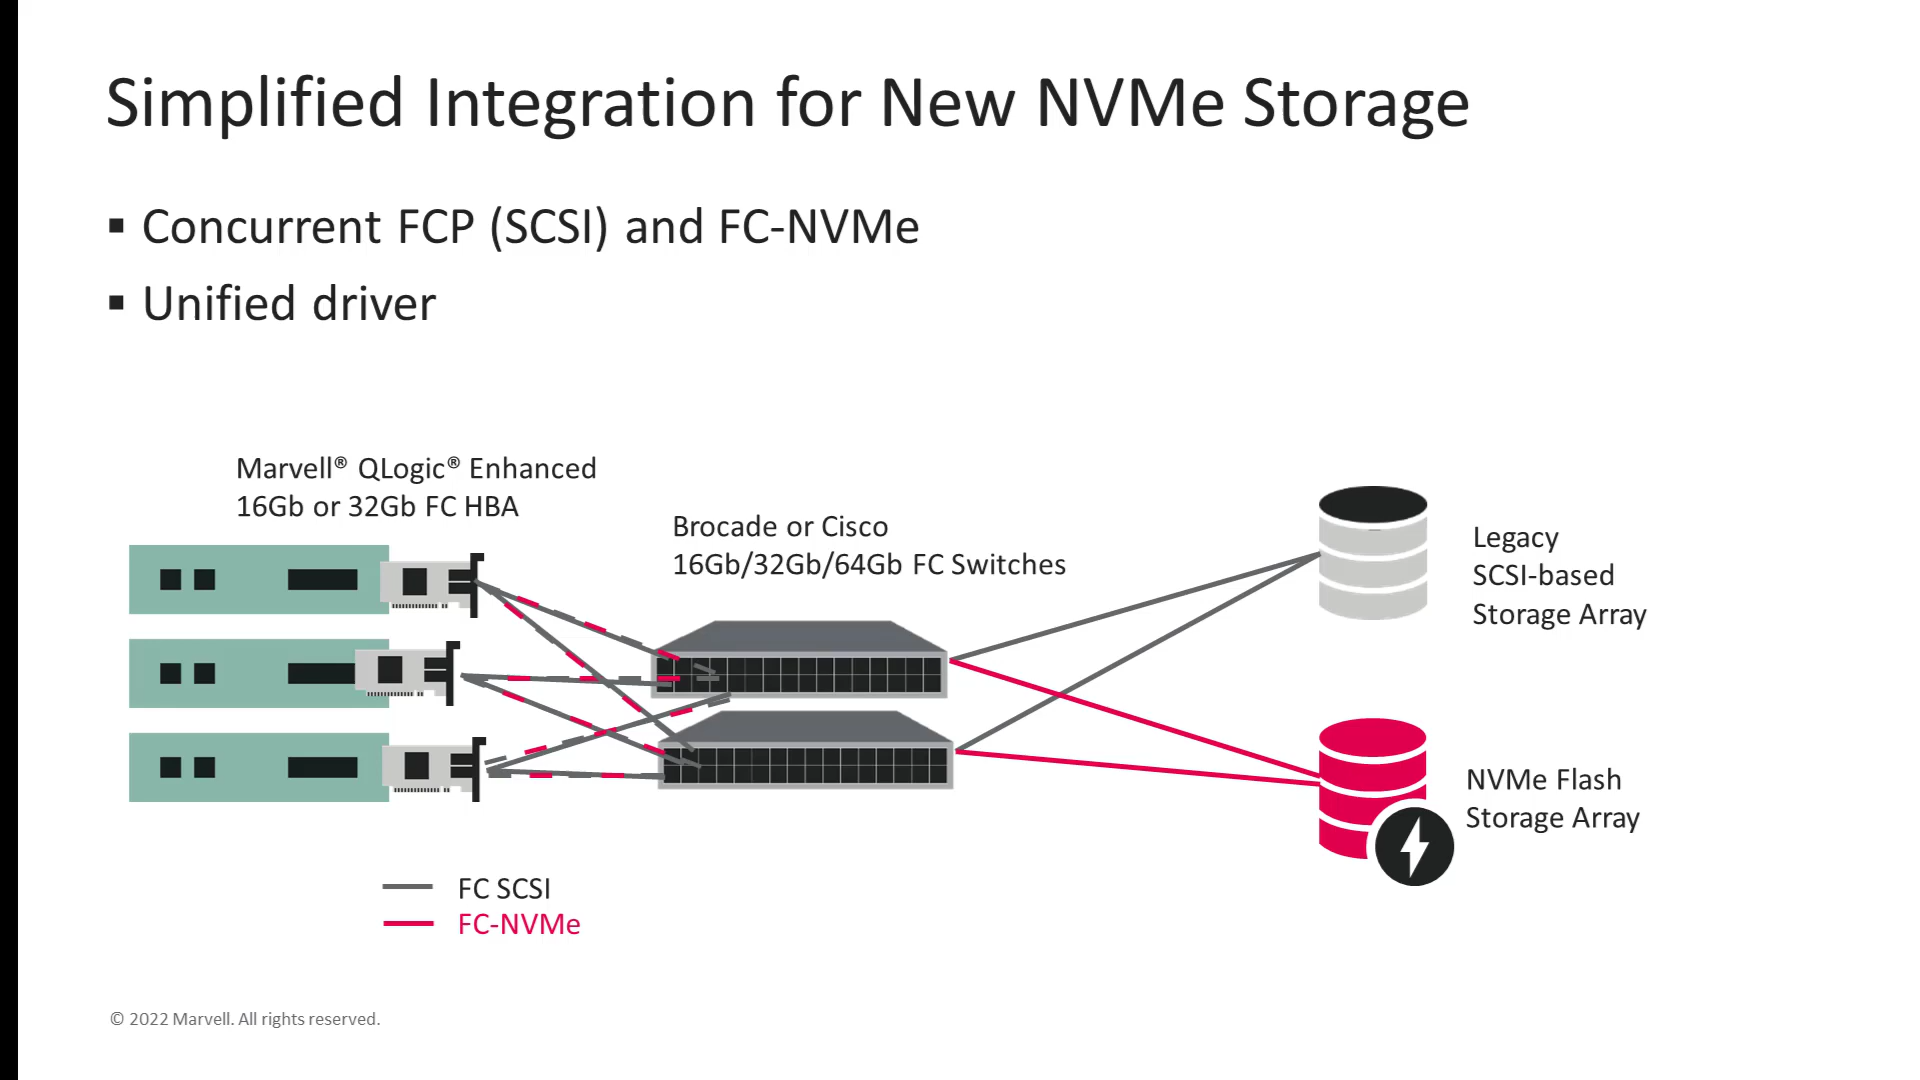 Simplified Integration for New NVMe Storage
▪ Concurrent FCP (SCSI) and FC-NVMe
▪ Unified driver
Marvell® QLogic® Enhanced
16Gb or 32Gb FC HBA
Brocade or Cisco
16Gb/32Gb/64Gb FC Switches
Legacy
SCSI-based
Storage Array
NVMe Flash
Storage Array
FC SCSI
FC-NVMe
© 2022 Marvell. All rights reserved.